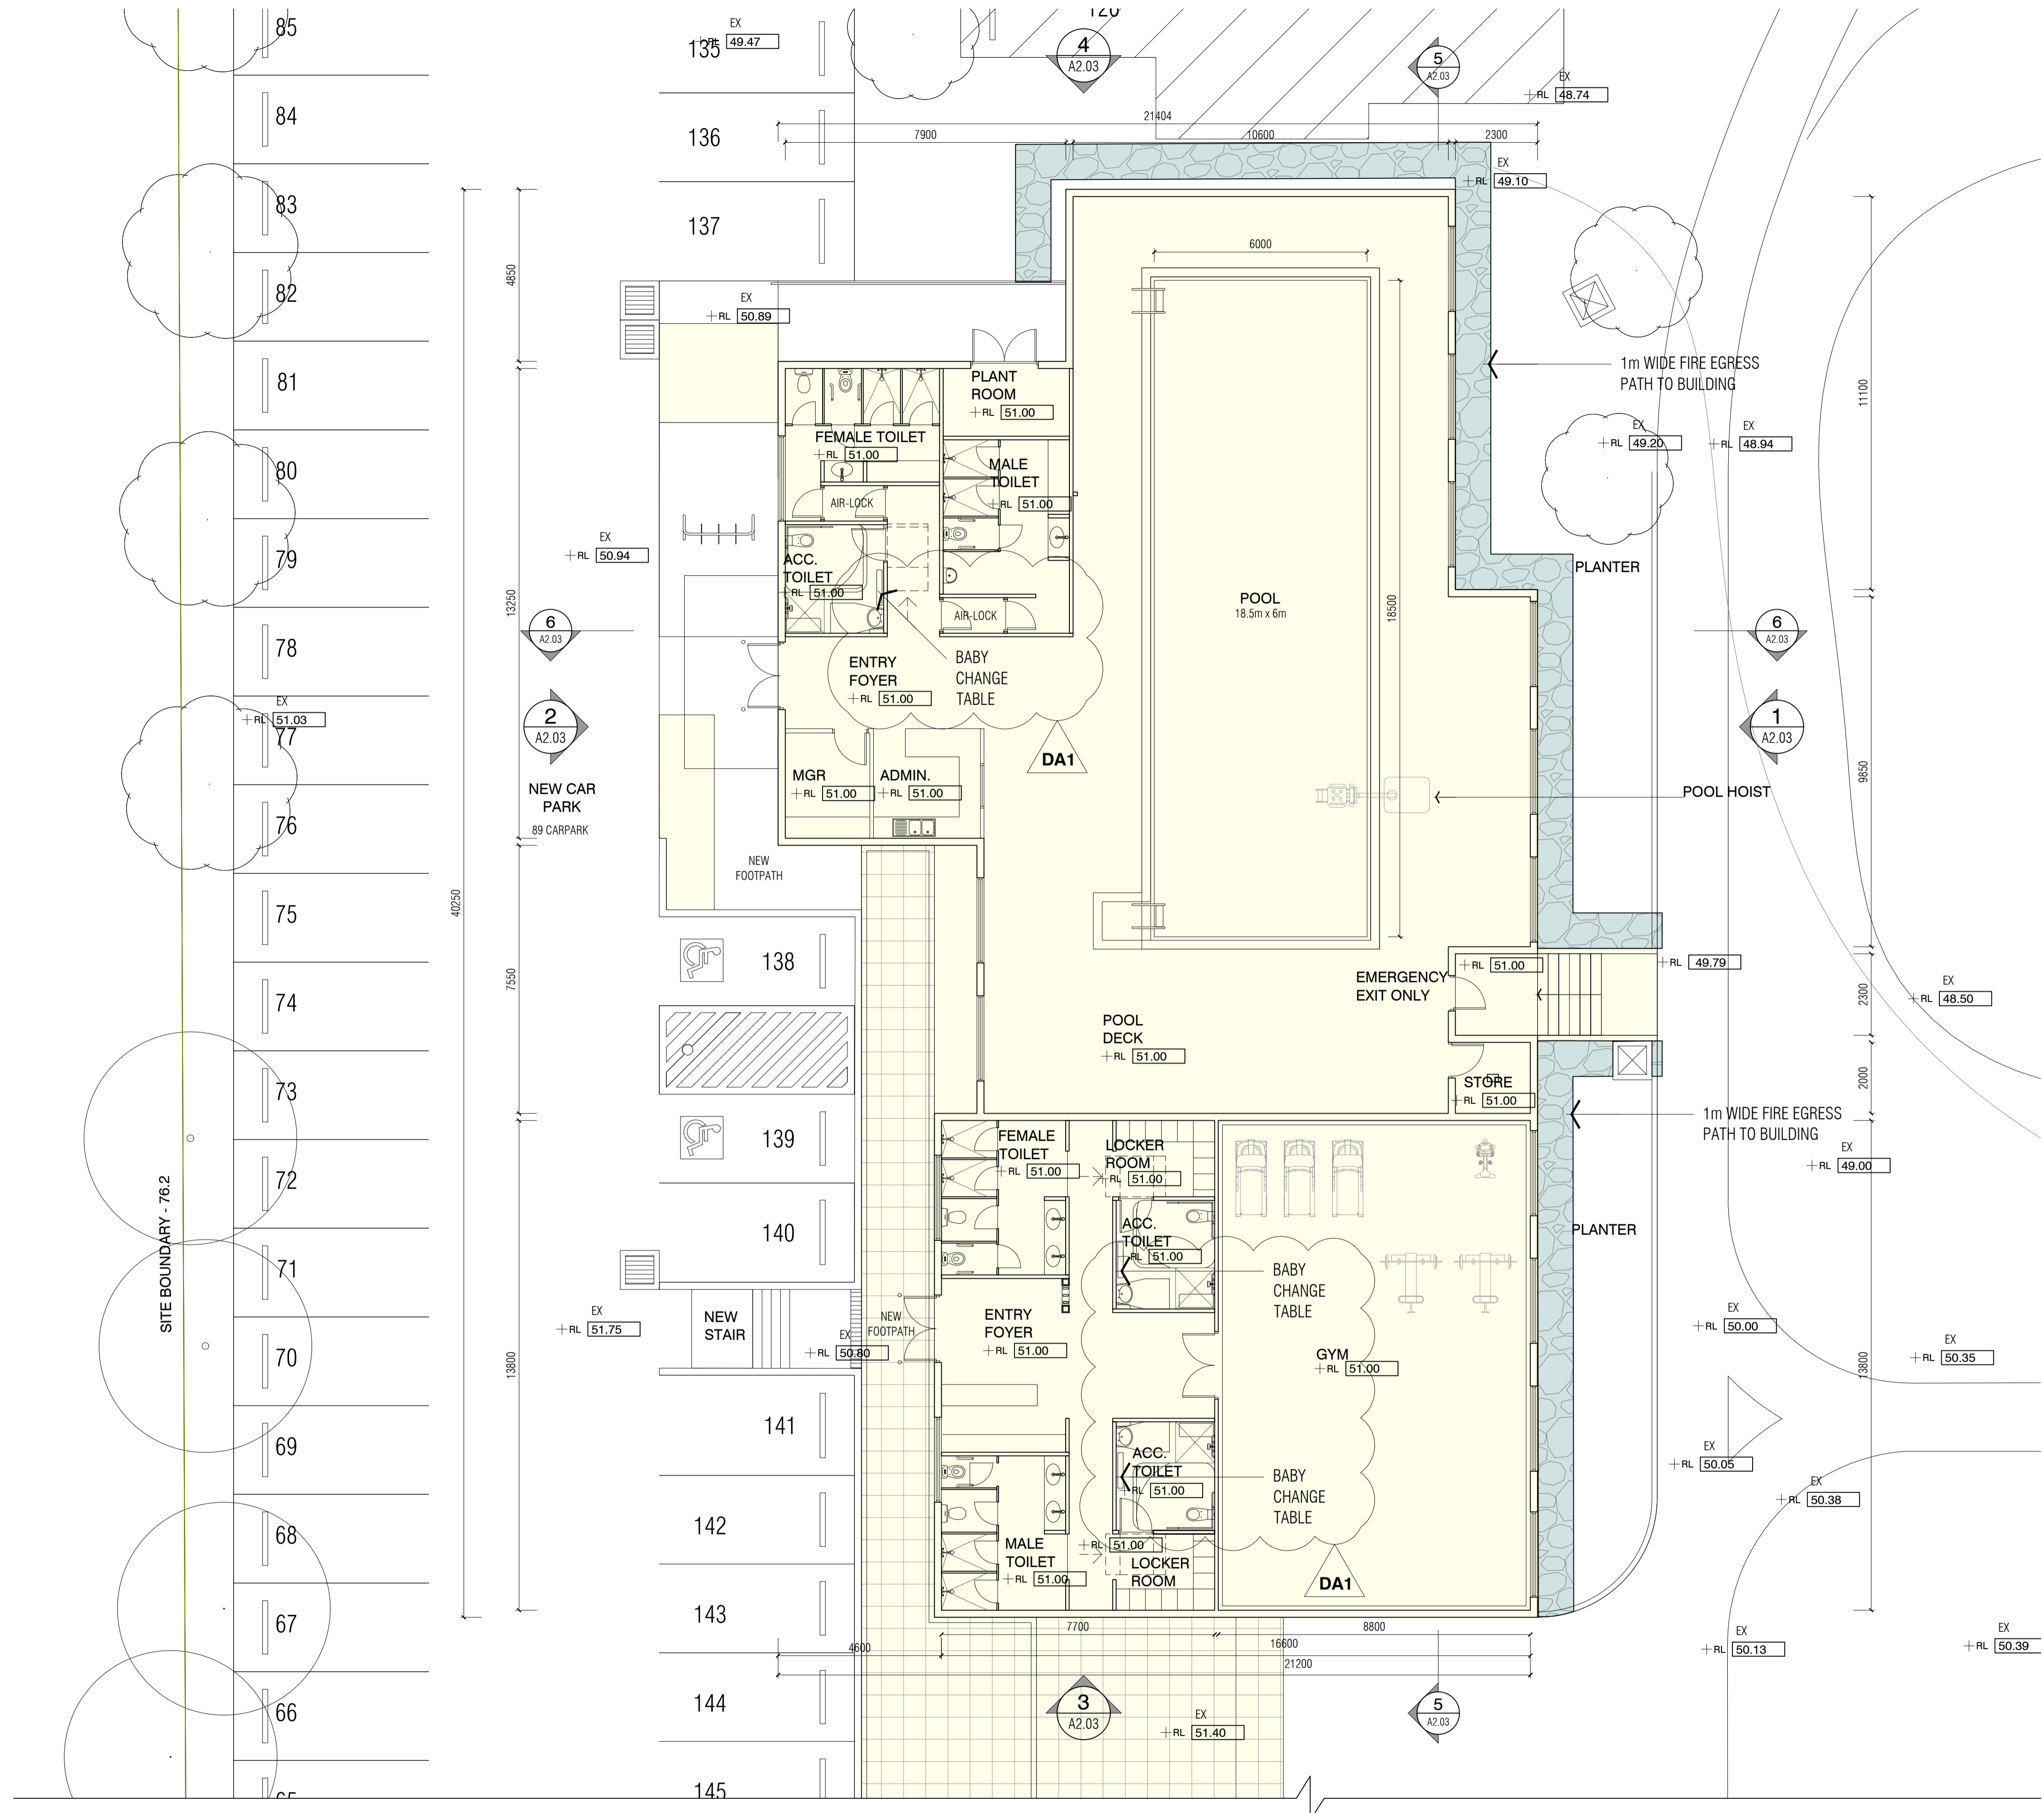 85
84
83
82
81
80
79
78
EX
RL 51.03
77
76
75
74
73
72
71
70
69
68
67
66
SITE BOUNDARY - 76.2
EX
RL 49.47
135
136
137
4
A2.03
5
A2.03
EX
RL 48.74
21404
7900
10600
2300
EX
RL 49.10
40250
4850
13250
7550
13800
EX
RL 50.89
EX
RL 50.94
6
A2.03
2
A2.03
NEW CAR
PARK
89 CARPARK
NEW
FOOTPATH
138
139
140
EX
RL 51.75
NEW
STAIR
EX
RL 50.80
NEW
FOOTPATH
141
142
143
144
145
PLANT
ROOM
RL 51.00
FEMALE TOILET
RL 51.00
MALE
TOILET
RL 51.00
AIR-LOCK
ACC.
TOILET
RL 51.00
AIR-LOCK
ENTRY
FOYER
RL 51.00
BABY
CHANGE
TABLE
DA1
MGR
RL 51.00
ADMIN.
RL 51.00
6000
18500
POOL
18.5m x 6m
POOL HOIST
EMERGENCY
EXIT ONLY
RL 51.00
RL 49.79
POOL
DECK
RL 51.00
STORE
RL 51.00
1m WIDE FIRE EGRESS
PATH TO BUILDING
EX
RL 49.20
EX
RL 48.94
PLANTER
6
A2.03
1
A2.03
11100
9850
2300
2000
13800
EX
RL 48.50
1m WIDE FIRE EGRESS
PATH TO BUILDING
EX
RL 49.00
PLANTER
EX
RL 50.00
EX
RL 50.35
EX
RL 50.05
EX
RL 50.38
EX
RL 50.13
EX
RL 50.39
FEMALE
TOILET
RL 51.00
LOCKER
ROOM
RL 51.00
ACC.
TOILET
RL 51.00
BABY
CHANGE
TABLE
ENTRY
FOYER
RL 51.00
GYM
RL 51.00
ACC.
TOILET
RL 51.00
BABY
CHANGE
TABLE
MALE
TOILET
RL 51.00
RL 51.00
LOCKER
ROOM
DA1
7700
8800
4600
16600
21200
3
A2.03
5
A2.03
EX
RL 51.40